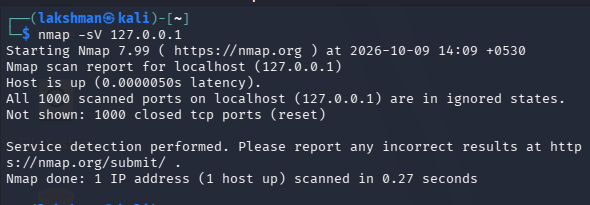 ┌──(lakshman㉿kali)-[~]
└─$ nmap -sV 127.0.0.1
Starting Nmap 7.99 ( https://nmap.org ) at 2026-10-09 14:09 +0530
Nmap scan report for localhost (127.0.0.1)
Host is up (0.0000050s latency).
All 1000 scanned ports on localhost (127.0.0.1) are in ignored states.
Not shown: 1000 closed tcp ports (reset)

Service detection performed. Please report any incorrect results at http
s://nmap.org/submit/ .
Nmap done: 1 IP address (1 host up) scanned in 0.27 seconds